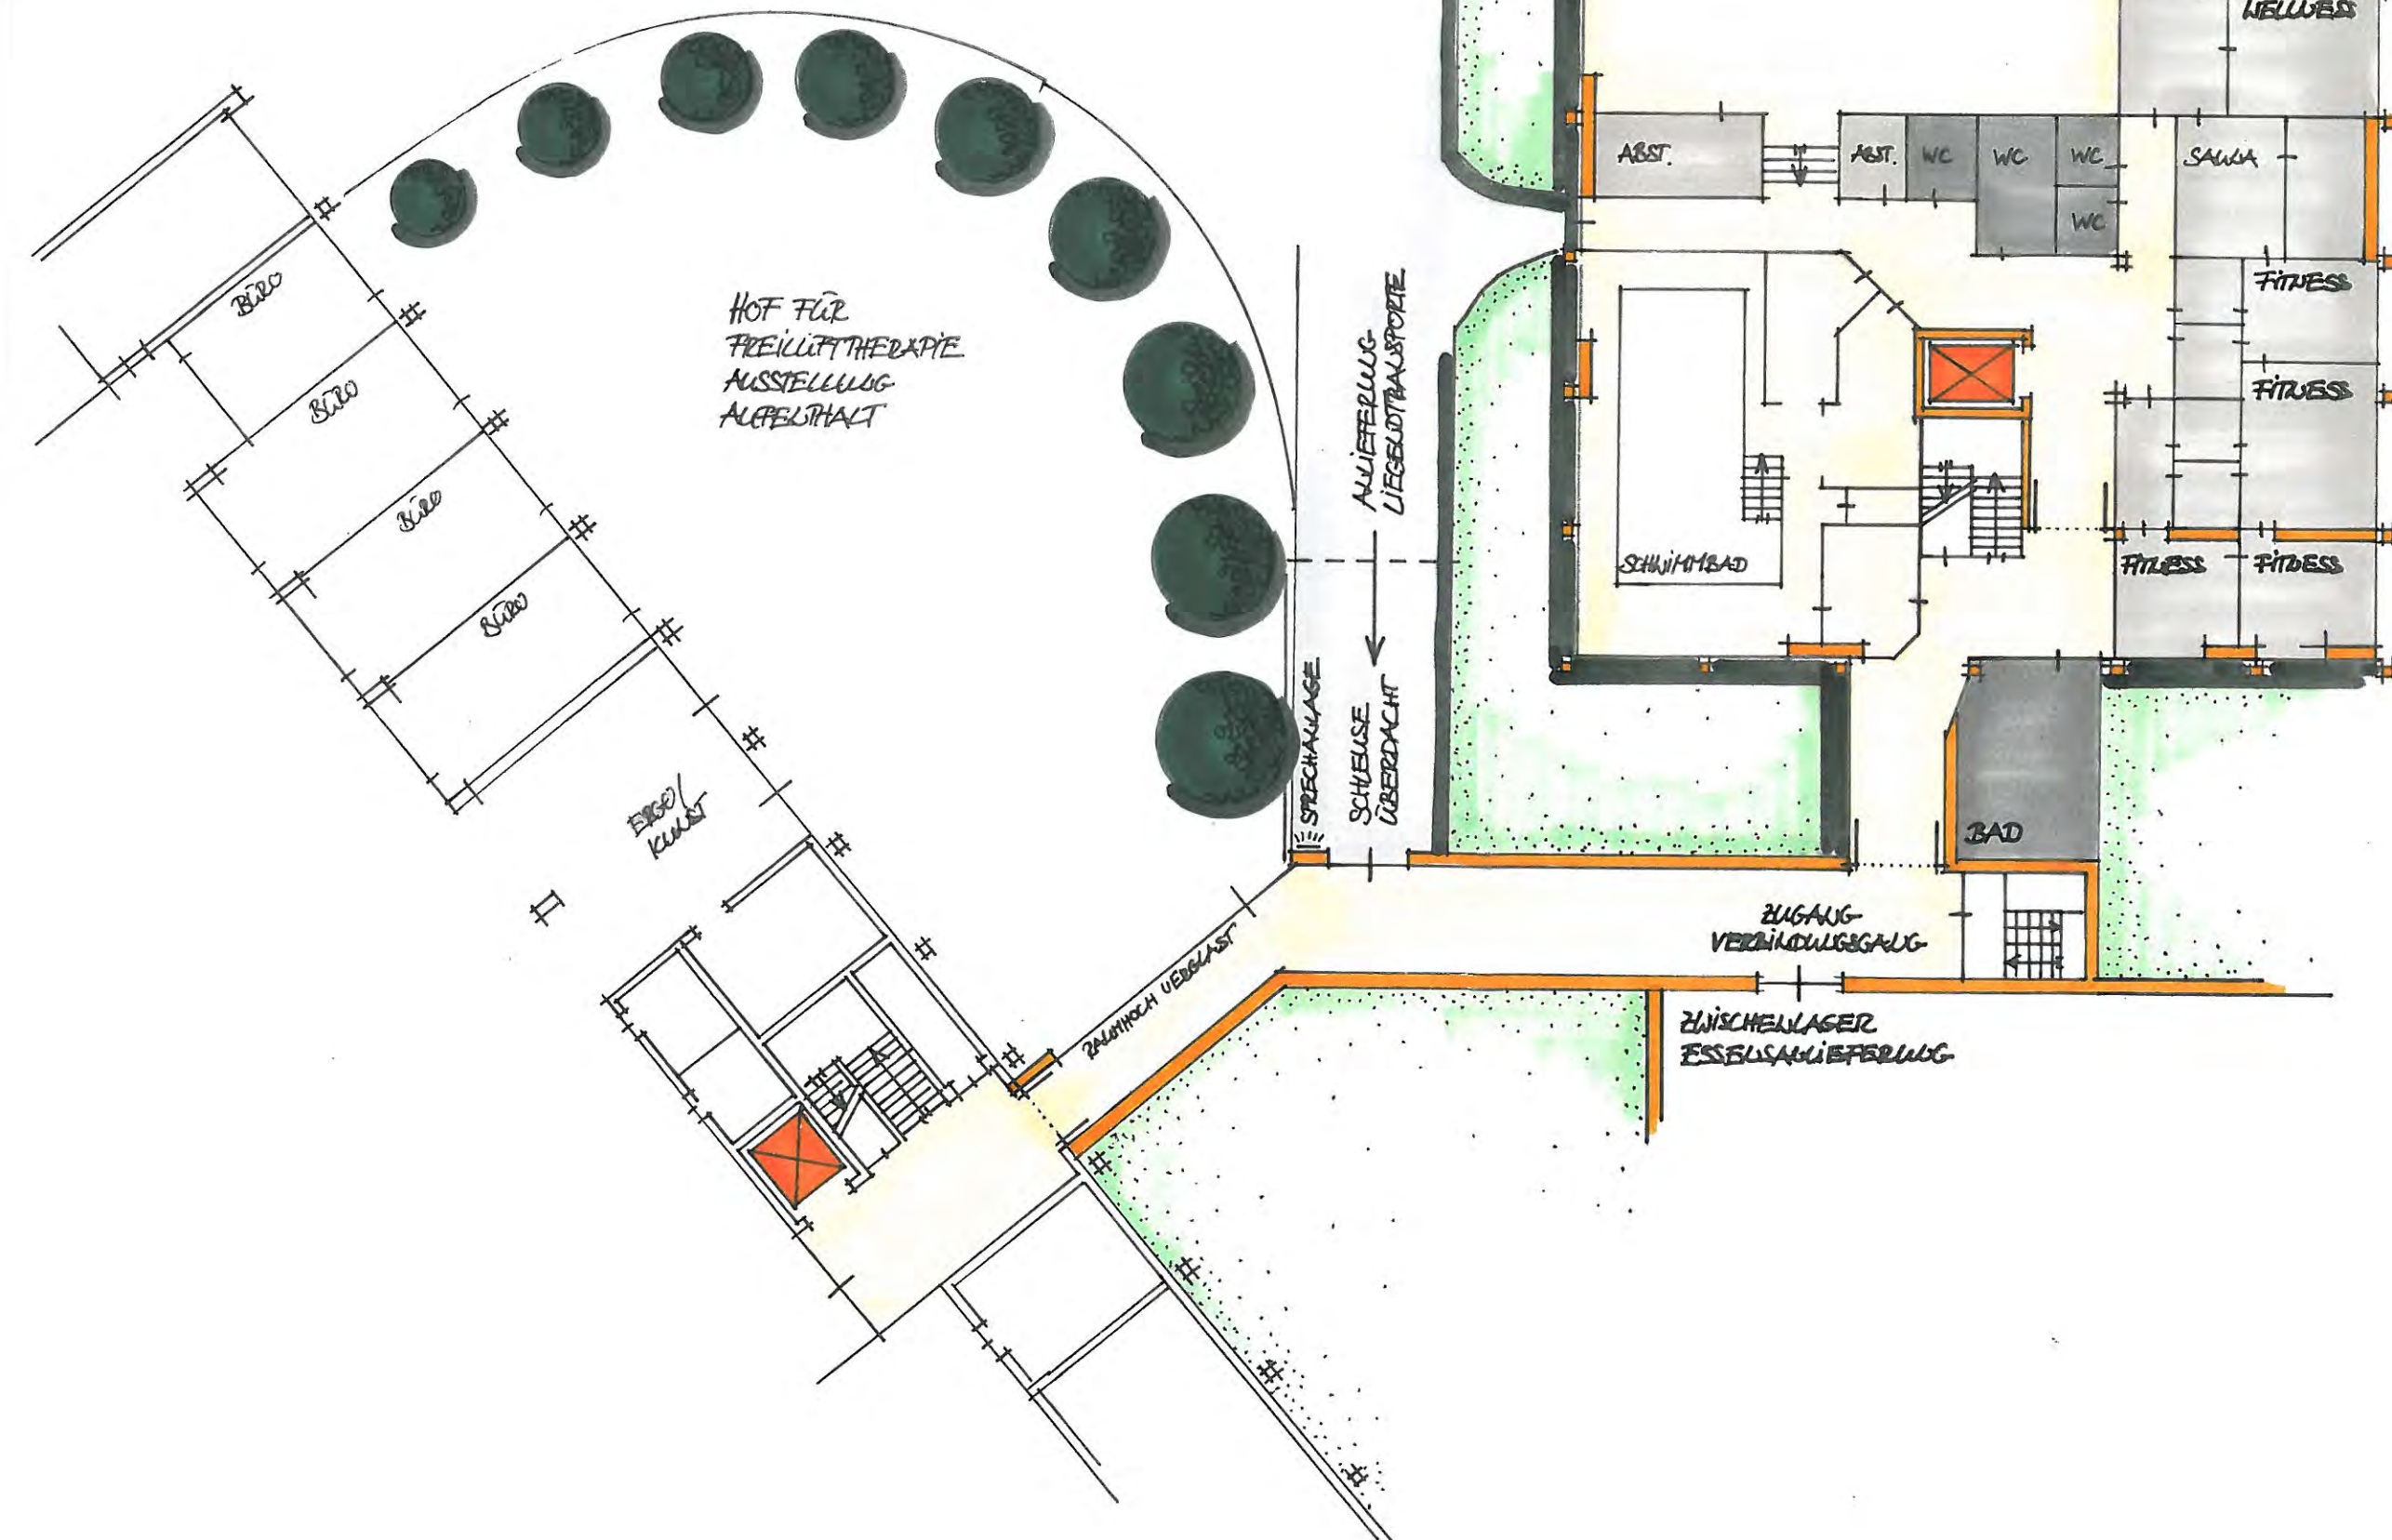 WELLNESS
ABST.
ABST.
WC
WC
WC
WC
SAUNA
FITNESS
FITNESS
FITNESS
FITNESS
SCHWIMMBAD
BAD
BÜRO
BÜRO
BÜRO
BÜRO
HOF FÜR
FREILUFTTHERAPIE
AUSSTELLUNG
AUFENTHALT
ANLIEFERUNG
LIEGENDTRANSPORTE
SPRECHANLAGE
SCHLEUSE
ÜBERDACHT
ERGO/
KUNST
RAUMHOCH VERGLAST
ZUGANG
VERBINDUNGSGANG
ZWISCHENLAGER
ESSENSANLIEFERUNG